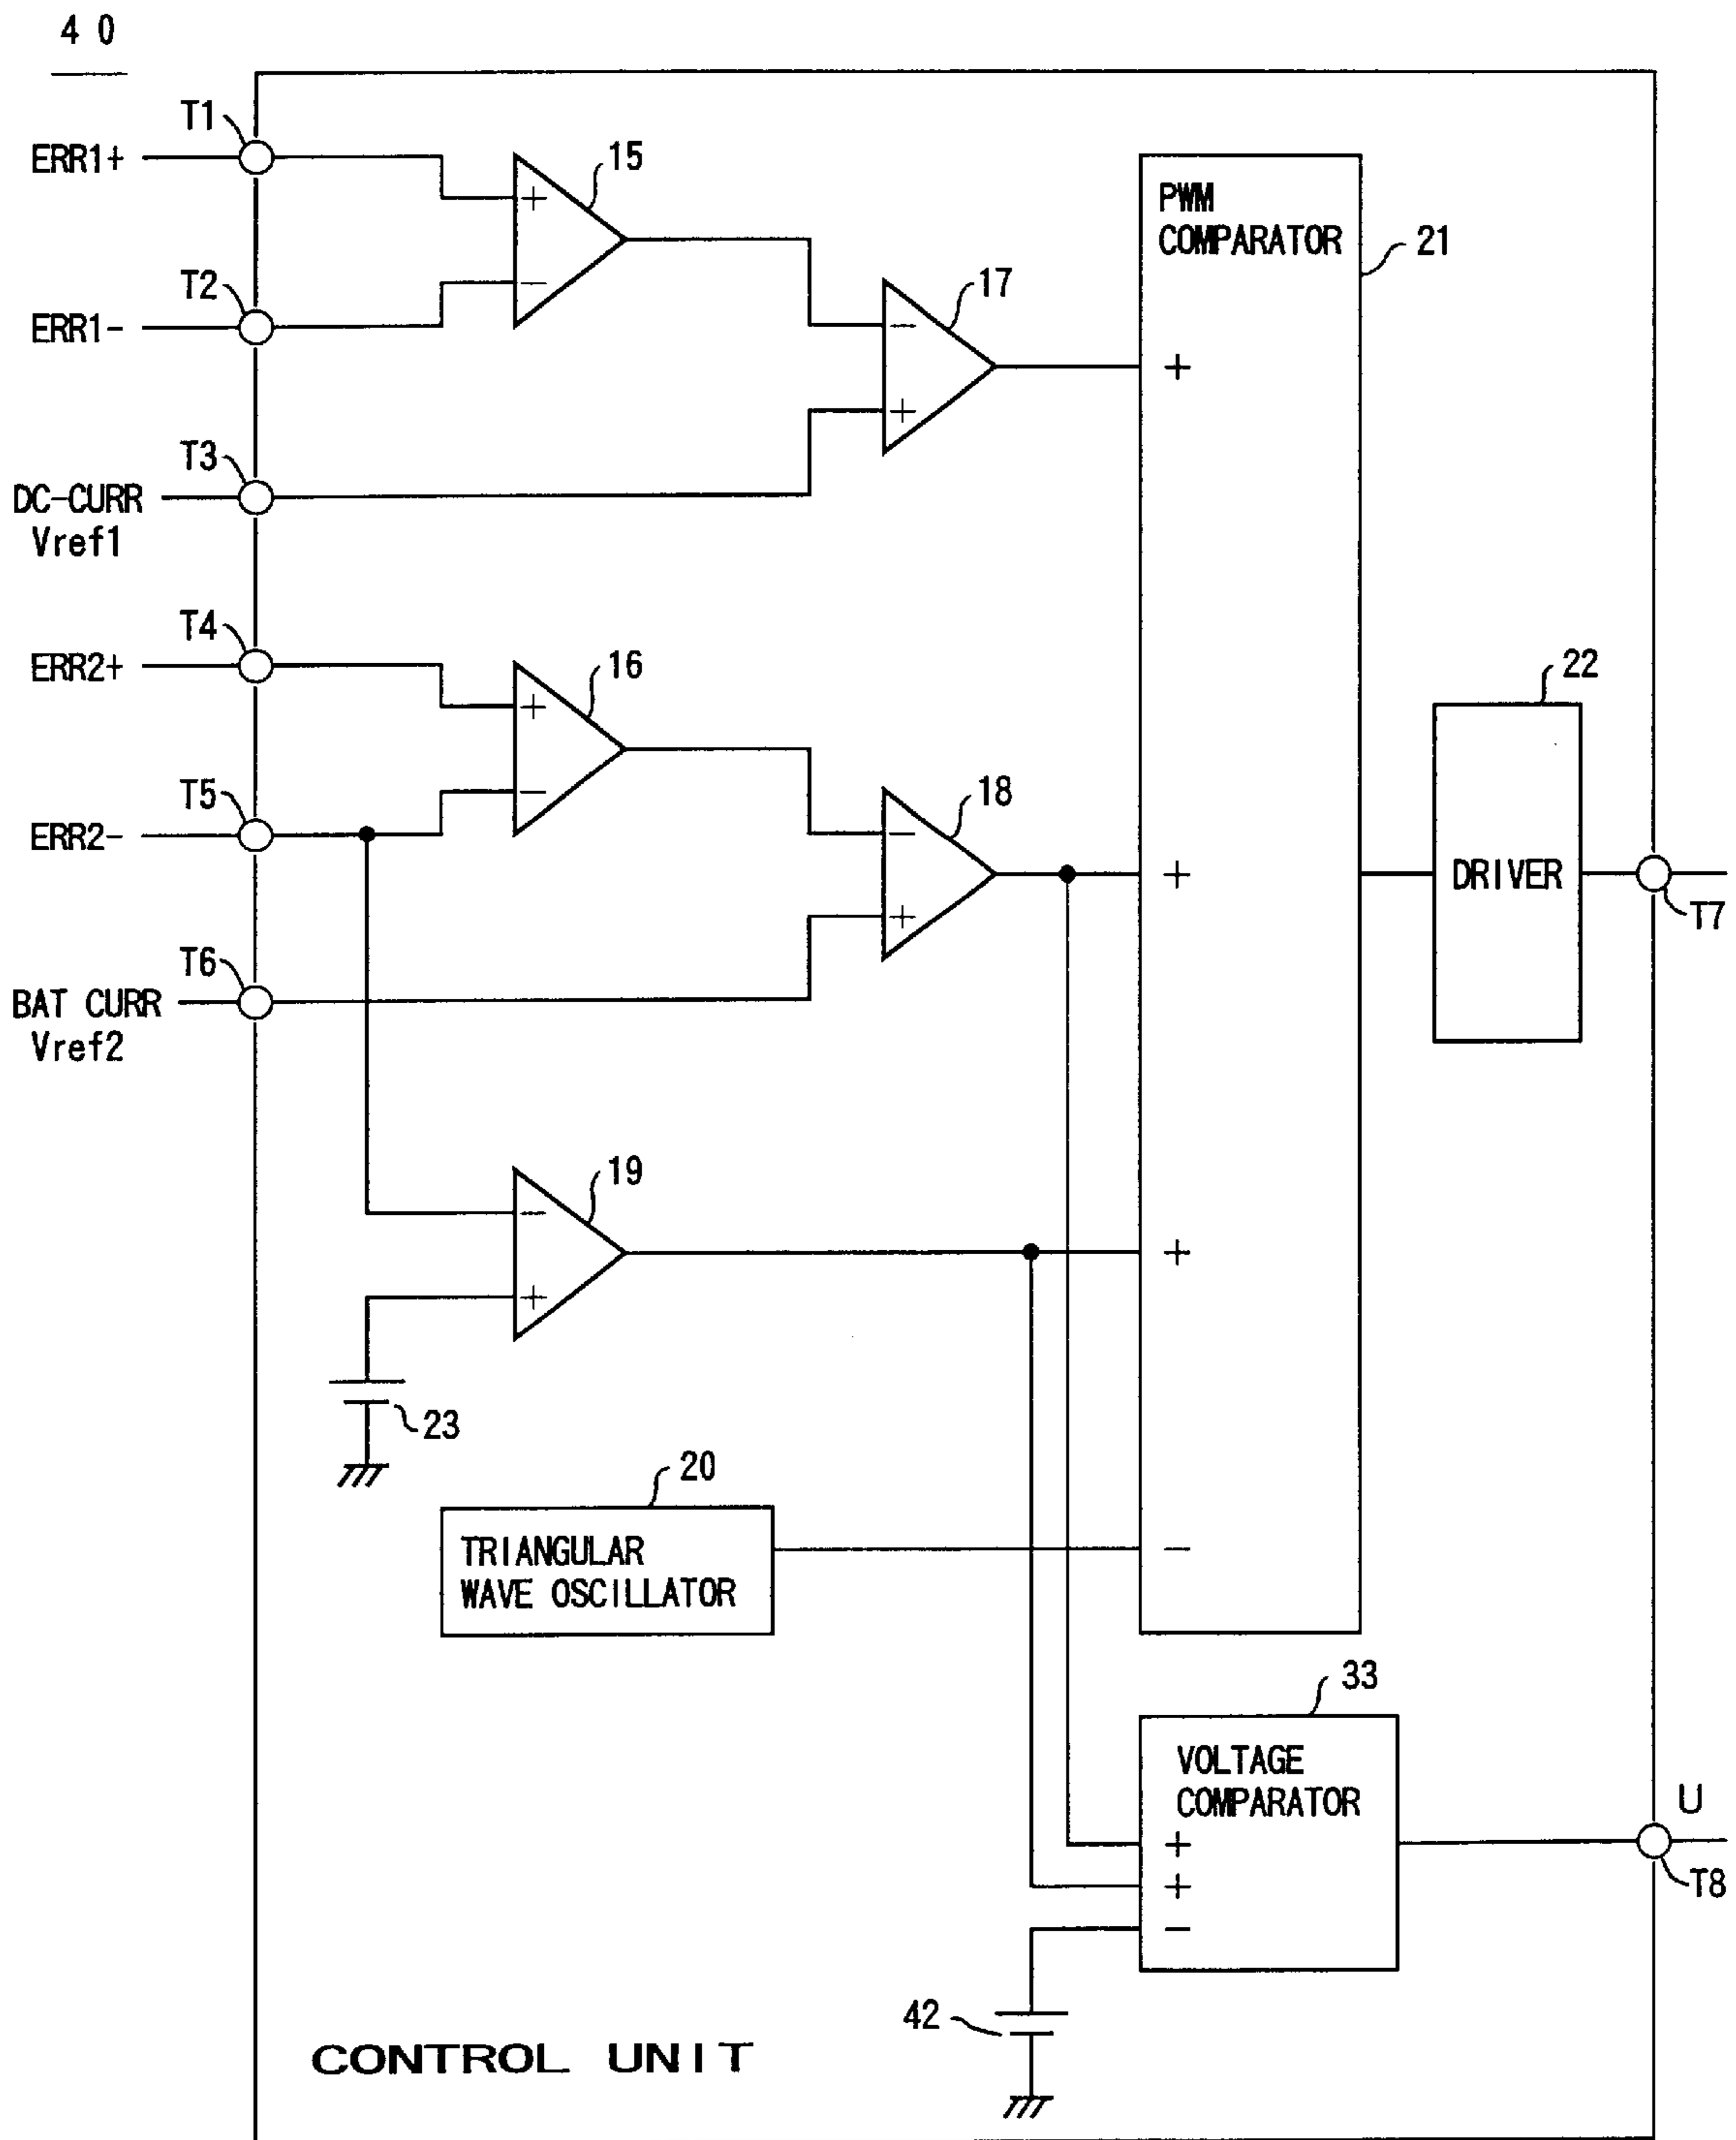 40
T1
ERR1+
15
+
−
T2
ERR1-
17
−
+
PWM
COMPARATOR
21
+
T3
DC-CURR
Vref1
T4
ERR2+
16
+
−
22
T5
ERR2-
18
−
+
+
DRIVER
T7
T6
BAT CURR
Vref2
19
−
+
+
23
20
TRIANGULAR
WAVE OSCILLATOR
−
33
VOLTAGE
COMPARATOR
+
+
−
U
T8
42
CONTROL UNIT